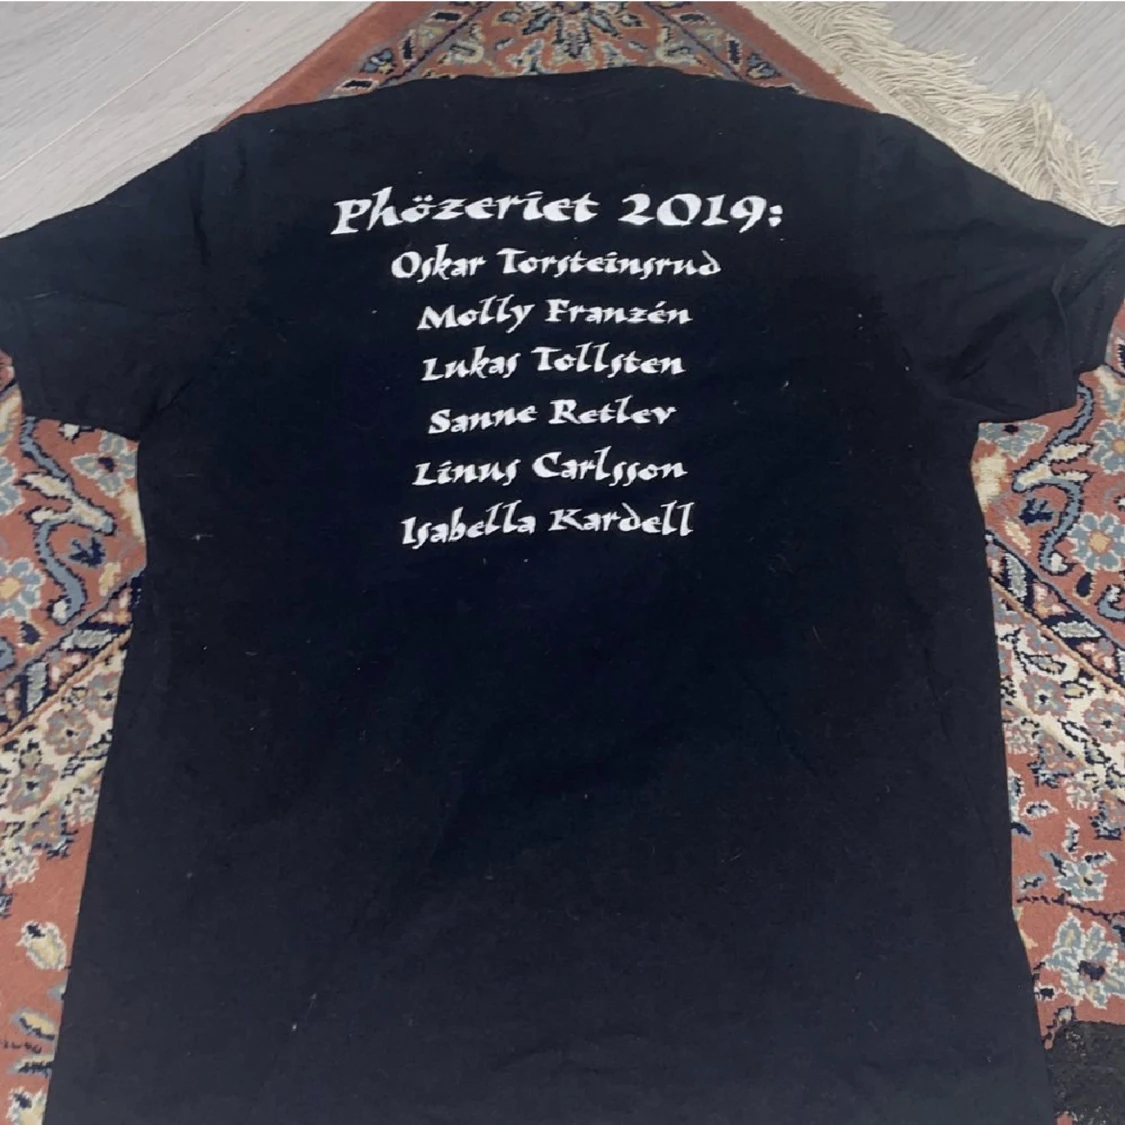 Phözeriet 2019:
Oskar Torsteinsrud
Molly Franzén
Lukas Tollsten
Sanne Retlev
Linus Carlsson
Isabella Kardell